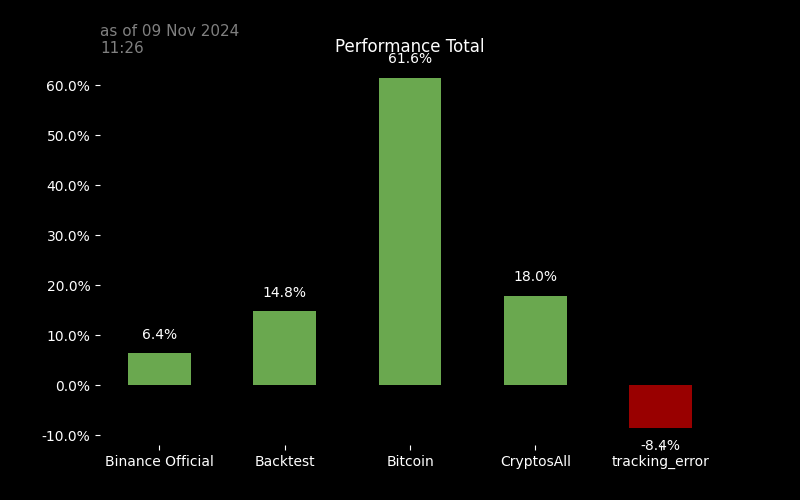 as of 09 Nov 2024
11:26
Performance Total
61.6%
60.0%
50.0%
40.0%
30.0%
20.0%
10.0%
0.0%
-10.0%
6.4%
14.8%
18.0%
-8.4%
Binance Official
Backtest
Bitcoin
CryptosAll
tracking_error